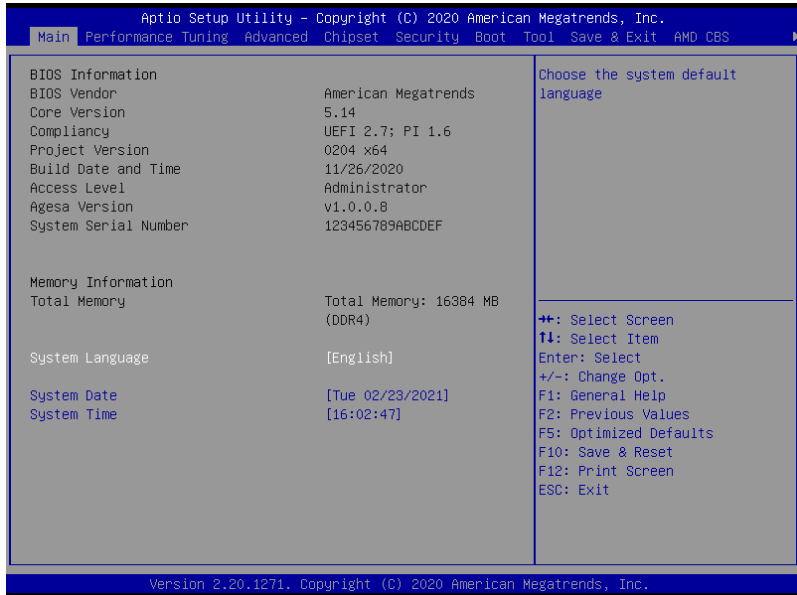 Aptio Setup Utility – Copyright (C) 2020 American Megatrends, Inc.
Main Performance Tuning Advanced Chipset Security Boot Tool Save & Exit AMD CBS
BIOS Information
BIOS Vendor American Megatrends
Core Version 5.14
Compliancy UEFI 2.7; PI 1.6
Project Version 0204 x64
Build Date and Time 11/26/2020
Access Level Administrator
Agesa Version v1.0.0.8
System Serial Number 123456789ABCDEF
Memory Information
Total Memory Total Memory: 16384 MB
(DDR4)
System Language [English]
System Date [Tue 02/23/2021]
System Time [16:02:47]
Choose the system default
language
→←: Select Screen
↑↓: Select Item
Enter: Select
+/-: Change Opt.
F1: General Help
F2: Previous Values
F5: Optimized Defaults
F10: Save & Reset
F12: Print Screen
ESC: Exit
Version 2.20.1271. Copyright (C) 2020 American Megatrends, Inc.